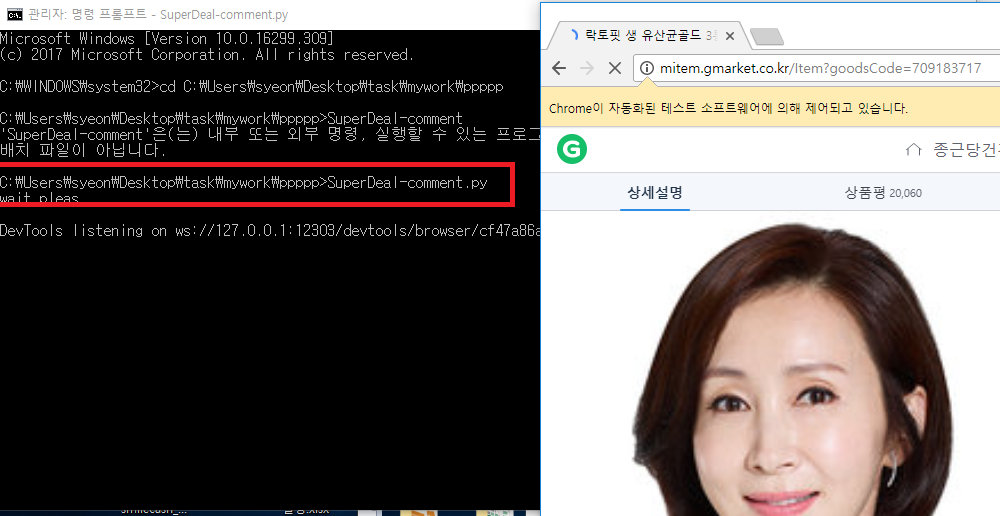 관리자: 명령 프롬프트 - SuperDeal-comment.py
Microsoft Windows [Version 10.0.16299.309]
(c) 2017 Microsoft Corporation. All rights reserved.
C:₩WINDOWS₩system32>cd C:₩Users₩syeon₩Desktop₩task₩mywork₩ppppp
C:₩Users₩syeon₩Desktop₩task₩mywork₩ppppp>SuperDeal-comment
'SuperDeal-comment'은(는) 내부 또는 외부 명령, 실행할 수 있는 프로그
배치 파일이 아닙니다.
C:₩Users₩syeon₩Desktop₩task₩mywork₩ppppp>SuperDeal-comment.py
wait pleas
DevTools listening on ws://127.0.0.1:12303/devtools/browser/cf47a86a
락토핏 생 유산균골드 3
mitem.gmarket.co.kr/Item?goodsCode=709183717
Chrome이 자동화된 테스트 소프트웨어에 의해 제어되고 있습니다.
G
종근당건
상세설명
상품평 20,060